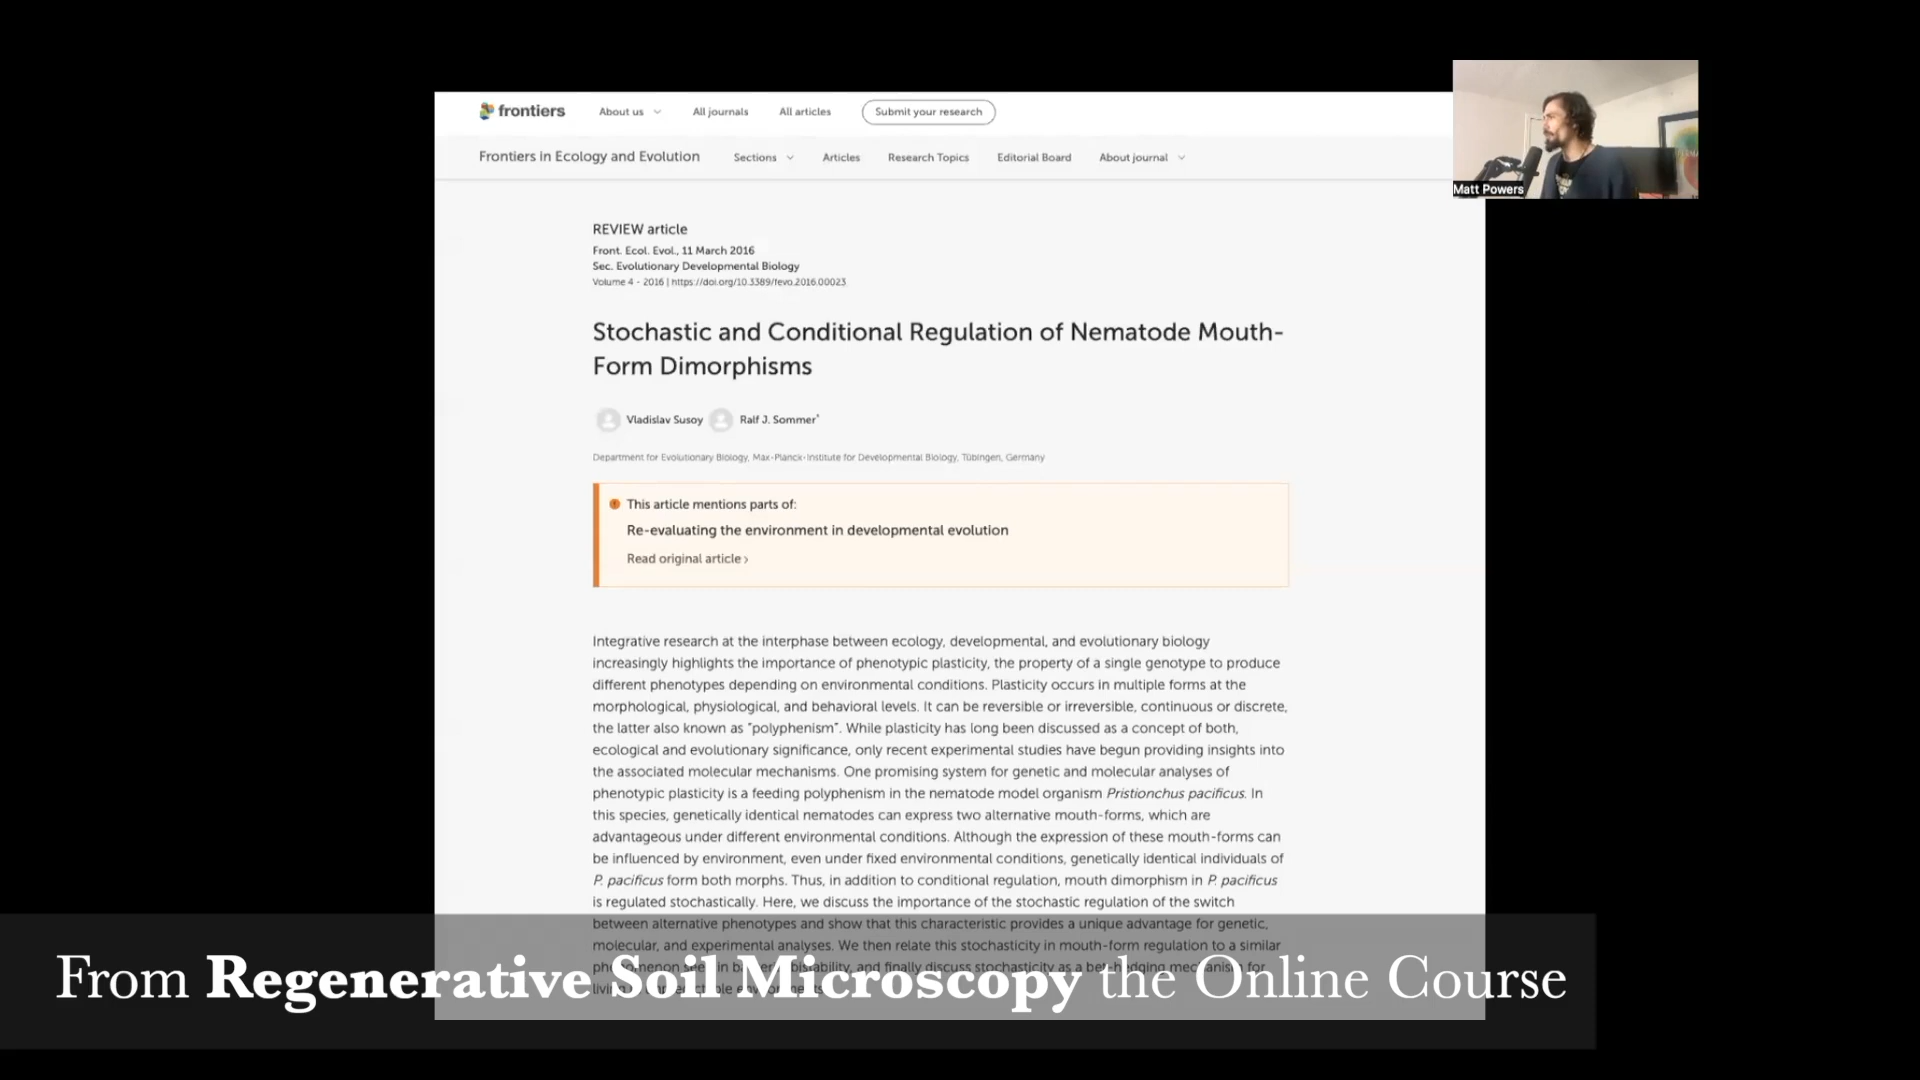 frontiers About us All journals All articles Submit your research
Frontiers in Ecology and Evolution Sections Articles Research Topics Editorial Board About journal
Matt Powers
REVIEW article
Front. Ecol. Evol., 11 March 2016
Sec. Evolutionary Developmental Biology
Volume 4 - 2016 | https://doi.org/10.3389/fevo.2016.00023
Stochastic and Conditional Regulation of Nematode Mouth-
Form Dimorphisms
Vladislav Susoy Ralf J. Sommer*
Department for Evolutionary Biology, Max-Planck-Institute for Developmental Biology, Tübingen, Germany
This article mentions parts of:
Re-evaluating the environment in developmental evolution
Read original article ›
Integrative research at the interphase between ecology, developmental, and evolutionary biology
increasingly highlights the importance of phenotypic plasticity, the property of a single genotype to produce
different phenotypes depending on environmental conditions. Plasticity occurs in multiple forms at the
morphological, physiological, and behavioral levels. It can be reversible or irreversible, continuous or discrete,
the latter also known as "polyphenism". While plasticity has long been discussed as a concept of both,
ecological and evolutionary significance, only recent experimental studies have begun providing insights into
the associated molecular mechanisms. One promising system for genetic and molecular analyses of
phenotypic plasticity is a feeding polyphenism in the nematode model organism Pristionchus pacificus. In
this species, genetically identical nematodes can express two alternative mouth-forms, which are
advantageous under different environmental conditions. Although the expression of these mouth-forms can
be influenced by environment, even under fixed environmental conditions, genetically identical individuals of
P. pacificus form both morphs. Thus, in addition to conditional regulation, mouth dimorphism in P. pacificus
is regulated stochastically. Here, we discuss the importance of the stochastic regulation of the switch
between alternative phenotypes and show that this characteristic provides a unique advantage for genetic,
molecular, and experimental analyses. We then relate this stochasticity in mouth-form regulation to a similar
in bistability, and finally discuss stochasticity as a bet-hedging mechanism for
From Regenerative Soil Microscopy the Online Course